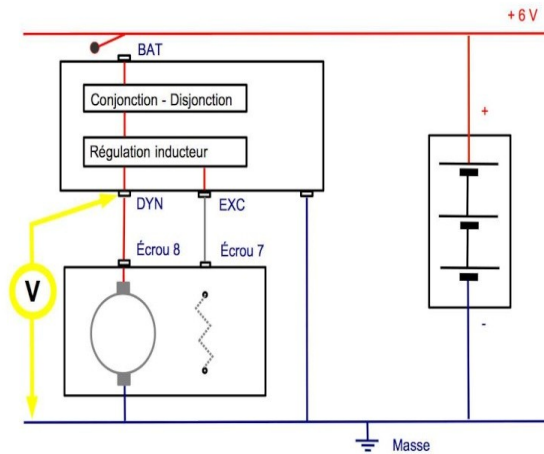 + 6 V
BAT
+
Conjonction - Disjonction
Régulation inducteur
DYN
EXC
Écrou 8
Écrou 7
V
-
Masse